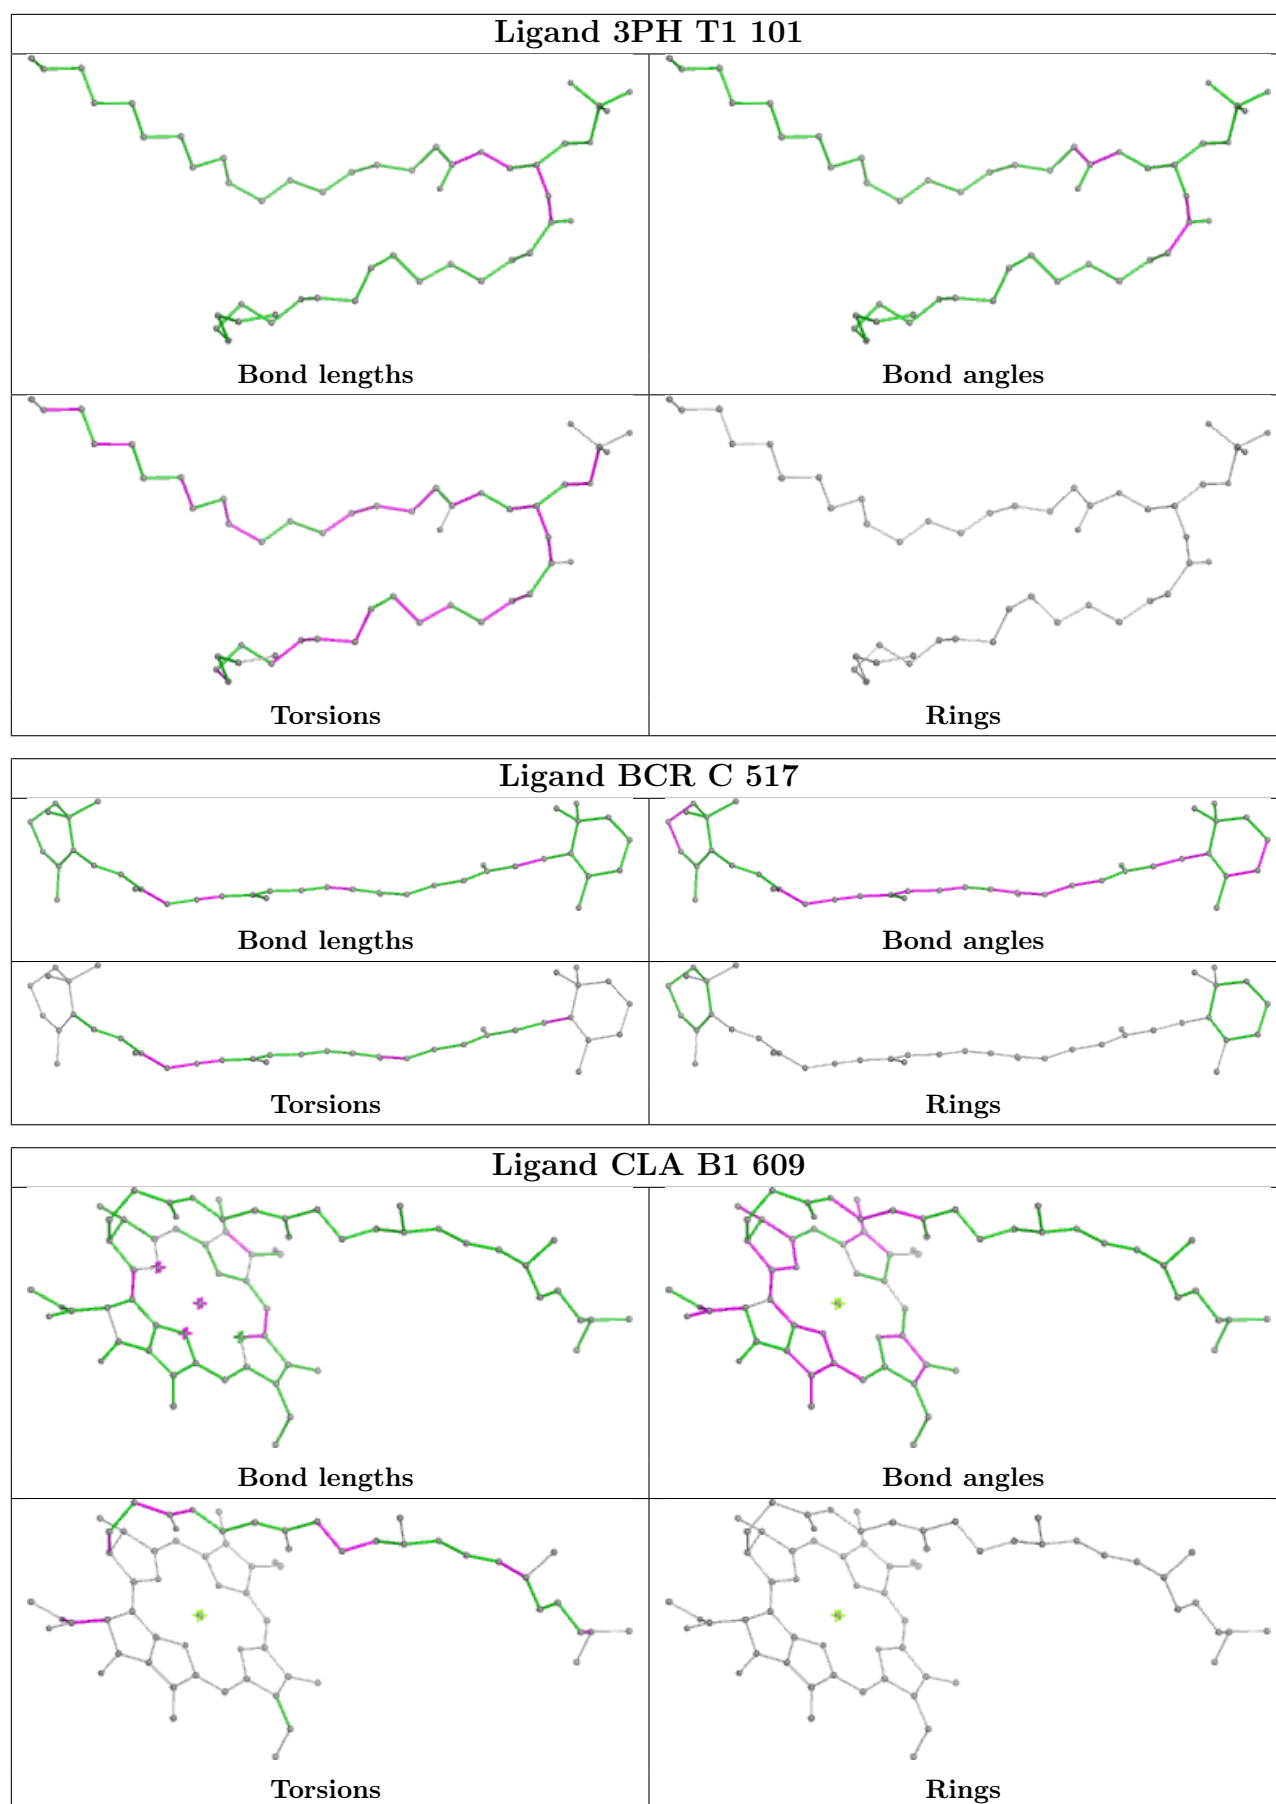 Ligand 3PH T1 101
Bond lengths
Bond angles
Torsions
Rings
Ligand BCR C 517
Bond lengths
Bond angles
Torsions
Rings
Ligand CLA B1 609
Bond lengths
Bond angles
Torsions
Rings